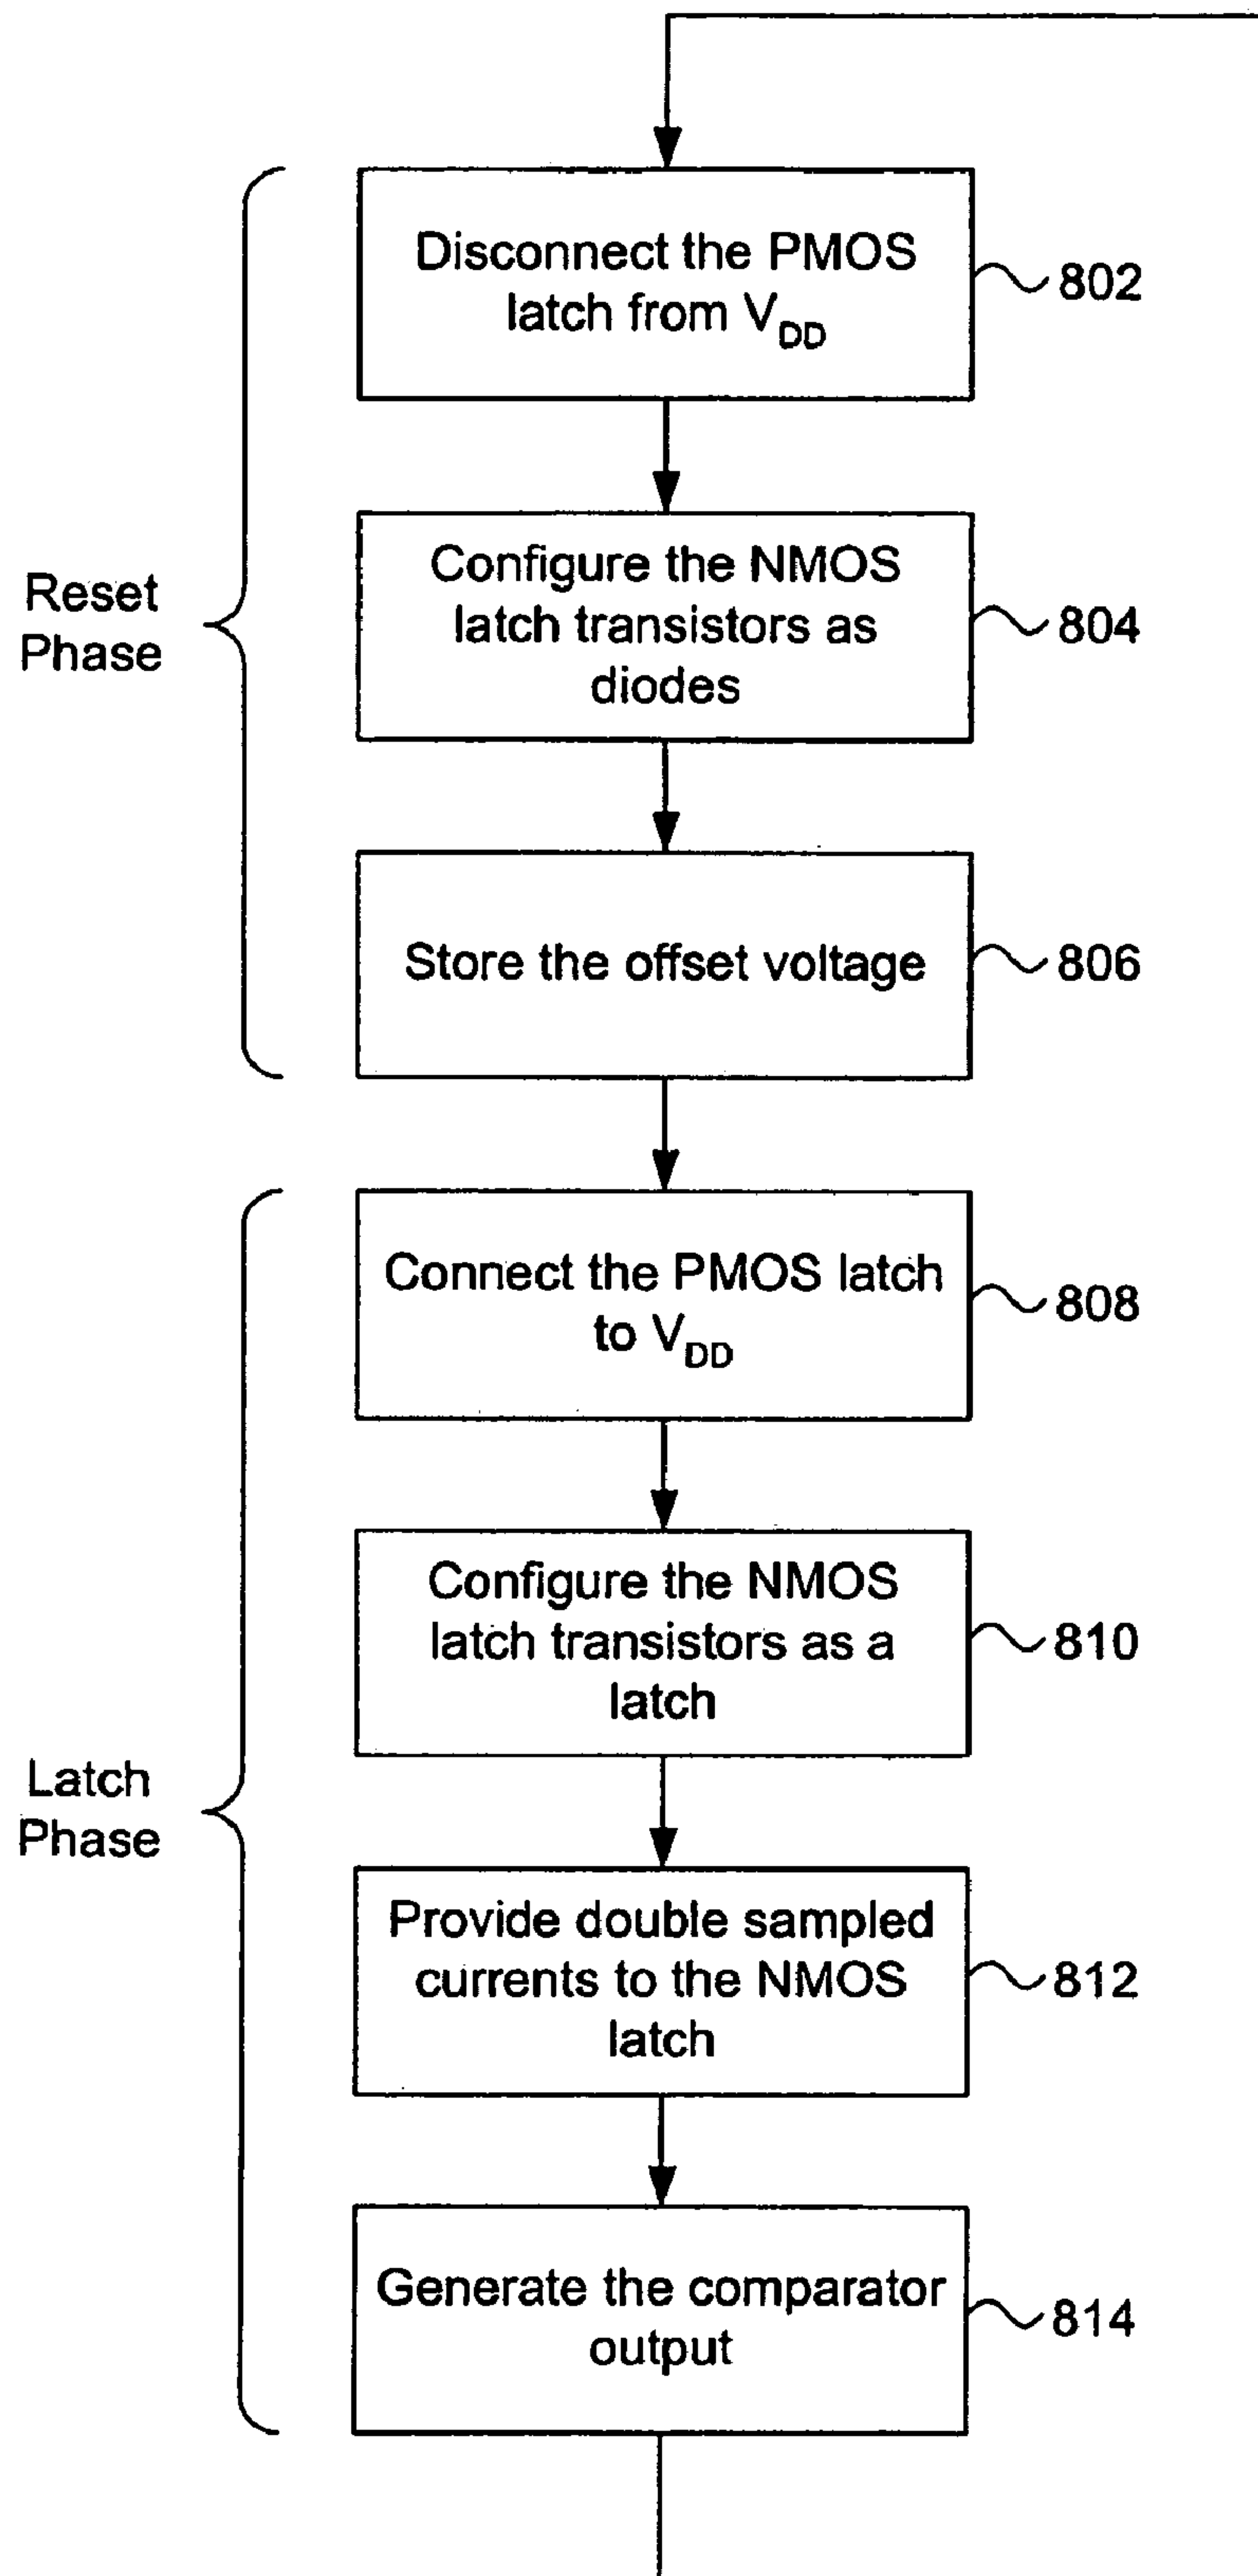 Disconnect the PMOS
latch from VDD
802
Configure the NMOS
latch transistors as
diodes
804
Reset
Phase
Store the offset voltage
806
Connect the PMOS latch
to VDD
808
Configure the NMOS
latch transistors as a
latch
810
Latch
Phase
Provide double sampled
currents to the NMOS
latch
812
Generate the comparator
output
814